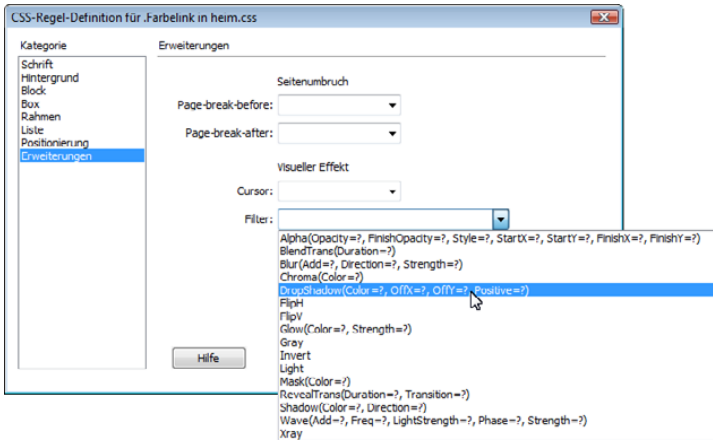 CSS-Regel-Definition für .Farbelink in heim.css
Kategorie
Schrift
Hintergrund
Block
Box
Rahmen
Liste
Positionierung
Erweiterungen
Erweiterungen
Seitenumbruch
Page-break-before:
Page-break-after:
Visueller Effekt
Cursor:
Filter:
Alpha(Opacity=?, FinishOpacity=?, Style=?, StartX=?, StartY=?, FinishX=?, FinishY=?)
BlendTrans(Duration=?)
Blur(Add=?, Direction=?, Strength=?)
Chroma(Color=?)
DropShadow(Color=?, OffX=?, OffY=?, Positive=?)
FlipH
FlipV
Glow(Color=?, Strength=?)
Gray
Invert
Light
Mask(Color=?)
RevealTrans(Duration=?, Transition=?)
Shadow(Color=?, Direction=?)
Wave(Add=?, Freq=?, LightStrength=?, Phase=?, Strength=?)
Xray
Hilfe